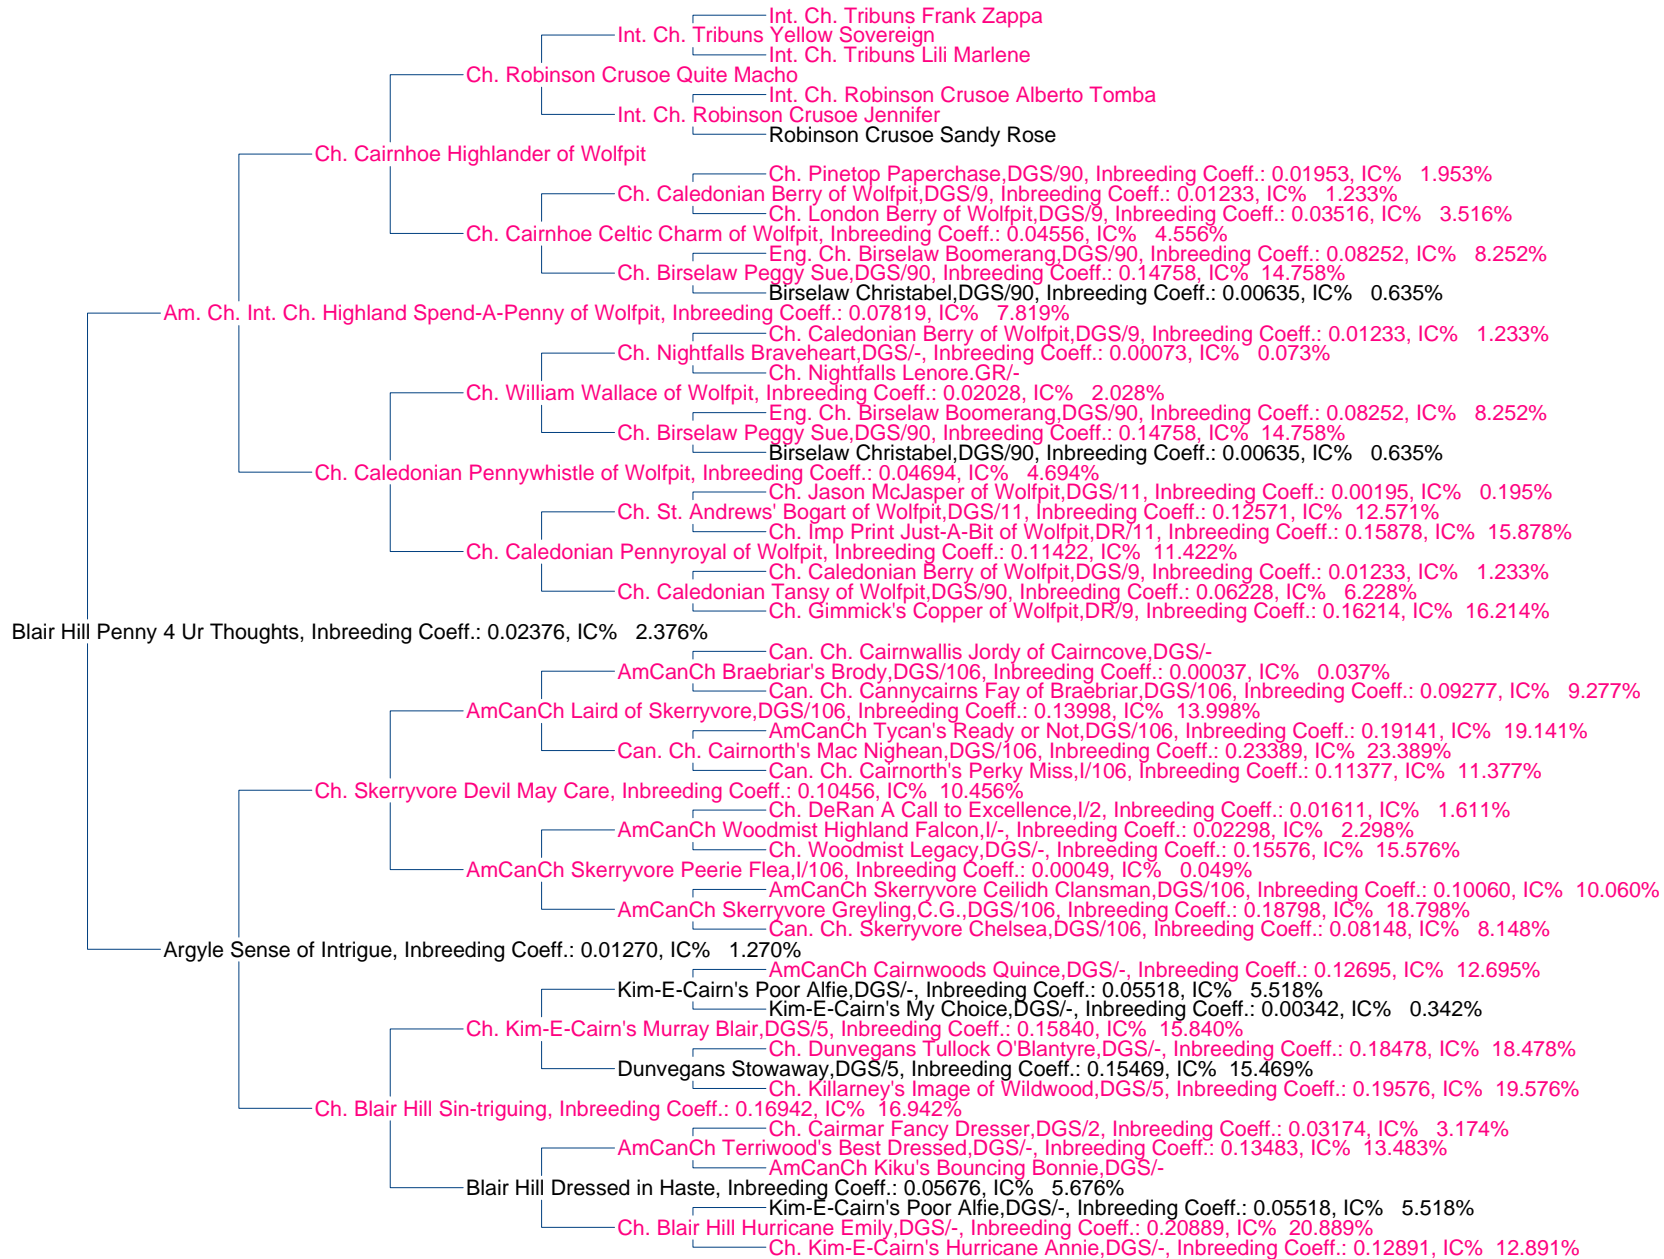 Int. Ch. Tribuns Frank Zappa
Int. Ch. Tribuns Yellow Sovereign
Int. Ch. Tribuns Lili Marlene
Ch. Robinson Crusoe Quite Macho
Int. Ch. Robinson Crusoe Alberto Tomba
Int. Ch. Robinson Crusoe Jennifer
Robinson Crusoe Sandy Rose
Ch. Cairnhoe Highlander of Wolfpit
Ch. Pinetop Paperchase,DGS/90, Inbreeding Coeff.: 0.01953, IC% 1.953%
Ch. Caledonian Berry of Wolfpit,DGS/9, Inbreeding Coeff.: 0.01233, IC% 1.233%
Ch. London Berry of Wolfpit,DGS/9, Inbreeding Coeff.: 0.03516, IC% 3.516%
Ch. Cairnhoe Celtic Charm of Wolfpit, Inbreeding Coeff.: 0.04556, IC% 4.556%
Eng. Ch. Birselaw Boomerang,DGS/90, Inbreeding Coeff.: 0.08252, IC% 8.252%
Ch. Birselaw Peggy Sue,DGS/90, Inbreeding Coeff.: 0.14758, IC% 14.758%
Birselaw Christabel,DGS/90, Inbreeding Coeff.: 0.00635, IC% 0.635%
Am. Ch. Int. Ch. Highland Spend-A-Penny of Wolfpit, Inbreeding Coeff.: 0.07819, IC% 7.819%
Ch. Caledonian Berry of Wolfpit,DGS/9, Inbreeding Coeff.: 0.01233, IC% 1.233%
Ch. Nightfalls Braveheart,DGS/-, Inbreeding Coeff.: 0.00073, IC% 0.073%
Ch. Nightfalls Lenore.GR/-
Ch. William Wallace of Wolfpit, Inbreeding Coeff.: 0.02028, IC% 2.028%
Eng. Ch. Birselaw Boomerang,DGS/90, Inbreeding Coeff.: 0.08252, IC% 8.252%
Ch. Birselaw Peggy Sue,DGS/90, Inbreeding Coeff.: 0.14758, IC% 14.758%
Birselaw Christabel,DGS/90, Inbreeding Coeff.: 0.00635, IC% 0.635%
Ch. Caledonian Pennywhistle of Wolfpit, Inbreeding Coeff.: 0.04694, IC% 4.694%
Ch. Jason McJasper of Wolfpit,DGS/11, Inbreeding Coeff.: 0.00195, IC% 0.195%
Ch. St. Andrews' Bogart of Wolfpit,DGS/11, Inbreeding Coeff.: 0.12571, IC% 12.571%
Ch. Imp Print Just-A-Bit of Wolfpit,DR/11, Inbreeding Coeff.: 0.15878, IC% 15.878%
Ch. Caledonian Pennyroyal of Wolfpit, Inbreeding Coeff.: 0.11422, IC% 11.422%
Ch. Caledonian Berry of Wolfpit,DGS/9, Inbreeding Coeff.: 0.01233, IC% 1.233%
Ch. Caledonian Tansy of Wolfpit,DGS/90, Inbreeding Coeff.: 0.06228, IC% 6.228%
Ch. Gimmick's Copper of Wolfpit,DR/9, Inbreeding Coeff.: 0.16214, IC% 16.214%
Blair Hill Penny 4 Ur Thoughts, Inbreeding Coeff.: 0.02376, IC% 2.376%
Can. Ch. Cairnwallis Jordy of Cairncove,DGS/-
AmCanCh Braebriar's Brody,DGS/106, Inbreeding Coeff.: 0.00037, IC% 0.037%
Can. Ch. Cannycairns Fay of Braebriar,DGS/106, Inbreeding Coeff.: 0.09277, IC% 9.277%
AmCanCh Laird of Skerryvore,DGS/106, Inbreeding Coeff.: 0.13998, IC% 13.998%
AmCanCh Tycan's Ready or Not,DGS/106, Inbreeding Coeff.: 0.19141, IC% 19.141%
Can. Ch. Cairnorth's Mac Nighean,DGS/106, Inbreeding Coeff.: 0.23389, IC% 23.389%
Can. Ch. Cairnorth's Perky Miss,I/106, Inbreeding Coeff.: 0.11377, IC% 11.377%
Ch. Skerryvore Devil May Care, Inbreeding Coeff.: 0.10456, IC% 10.456%
Ch. DeRan A Call to Excellence,I/2, Inbreeding Coeff.: 0.01611, IC% 1.611%
AmCanCh Woodmist Highland Falcon,I/-, Inbreeding Coeff.: 0.02298, IC% 2.298%
Ch. Woodmist Legacy,DGS/-, Inbreeding Coeff.: 0.15576, IC% 15.576%
AmCanCh Skerryvore Peerie Flea,I/106, Inbreeding Coeff.: 0.00049, IC% 0.049%
AmCanCh Skerryvore Ceilidh Clansman,DGS/106, Inbreeding Coeff.: 0.10060, IC% 10.060%
AmCanCh Skerryvore Greyling,C.G.,DGS/106, Inbreeding Coeff.: 0.18798, IC% 18.798%
Can. Ch. Skerryvore Chelsea,DGS/106, Inbreeding Coeff.: 0.08148, IC% 8.148%
Argyle Sense of Intrigue, Inbreeding Coeff.: 0.01270, IC% 1.270%
AmCanCh Cairnwoods Quince,DGS/-, Inbreeding Coeff.: 0.12695, IC% 12.695%
Kim-E-Cairn's Poor Alfie,DGS/-, Inbreeding Coeff.: 0.05518, IC% 5.518%
Kim-E-Cairn's My Choice,DGS/-, Inbreeding Coeff.: 0.00342, IC% 0.342%
Ch. Kim-E-Cairn's Murray Blair,DGS/5, Inbreeding Coeff.: 0.15840, IC% 15.840%
Ch. Dunvegans Tullock O'Blantyre,DGS/-, Inbreeding Coeff.: 0.18478, IC% 18.478%
Dunvegans Stowaway,DGS/5, Inbreeding Coeff.: 0.15469, IC% 15.469%
Ch. Killarney's Image of Wildwood,DGS/5, Inbreeding Coeff.: 0.19576, IC% 19.576%
Ch. Blair Hill Sin-triguing, Inbreeding Coeff.: 0.16942, IC% 16.942%
Ch. Cairmar Fancy Dresser,DGS/2, Inbreeding Coeff.: 0.03174, IC% 3.174%
AmCanCh Terriwood's Best Dressed,DGS/-, Inbreeding Coeff.: 0.13483, IC% 13.483%
AmCanCh Kiku's Bouncing Bonnie,DGS/-
Blair Hill Dressed in Haste, Inbreeding Coeff.: 0.05676, IC% 5.676%
Kim-E-Cairn's Poor Alfie,DGS/-, Inbreeding Coeff.: 0.05518, IC% 5.518%
Ch. Blair Hill Hurricane Emily,DGS/-, Inbreeding Coeff.: 0.20889, IC% 20.889%
Ch. Kim-E-Cairn's Hurricane Annie,DGS/-, Inbreeding Coeff.: 0.12891, IC% 12.891%